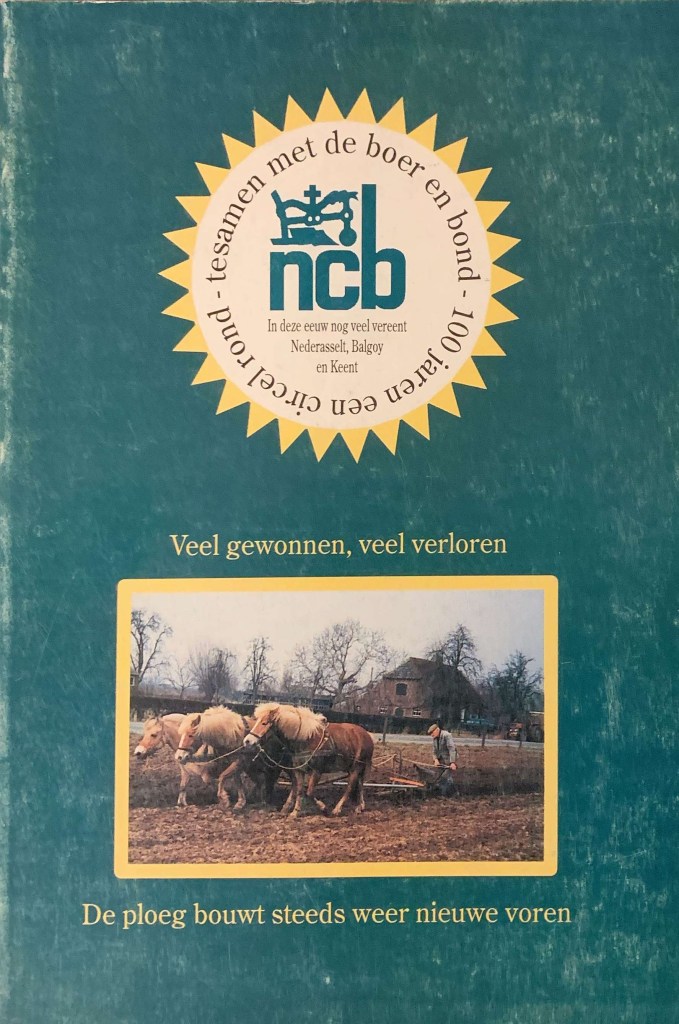 tesamen met de boer en bond - 100 jaren een circel rond -
ncb
In deze eeuw nog veel vereent
Nederasselt, Balgoy
en Keent
Veel gewonnen, veel verloren
De ploeg bouwt steeds weer nieuwe voren